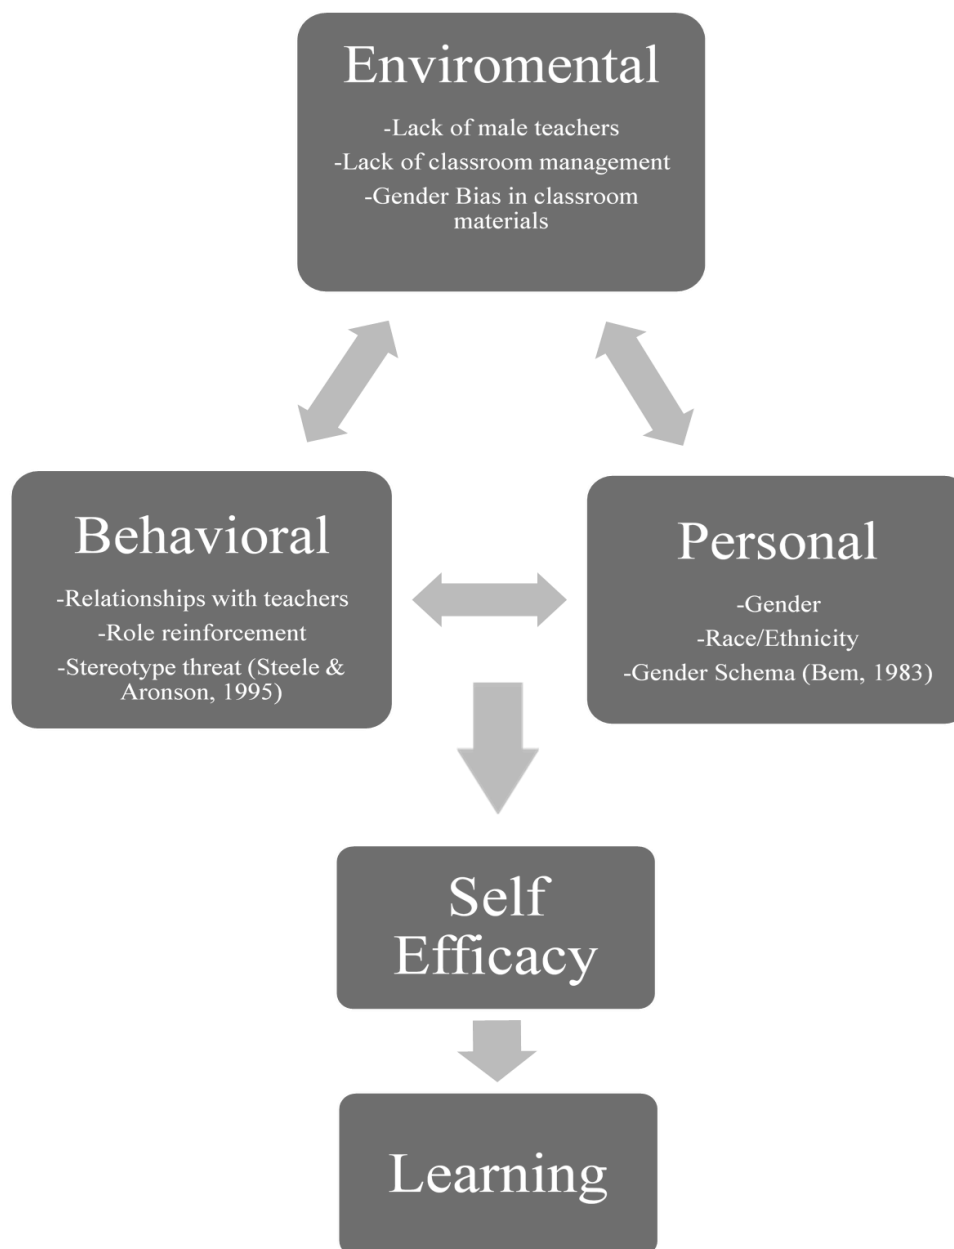 Enviromental
-Lack of male teachers
-Lack of classroom management
-Gender Bias in classroom
materials
Behavioral
-Relationships with teachers
-Role reinforcement
-Stereotype threat (Steele &
Aronson, 1995)
Personal
-Gender
-Race/Ethnicity
-Gender Schema (Bem, 1983)
Self
Efficacy
Learning